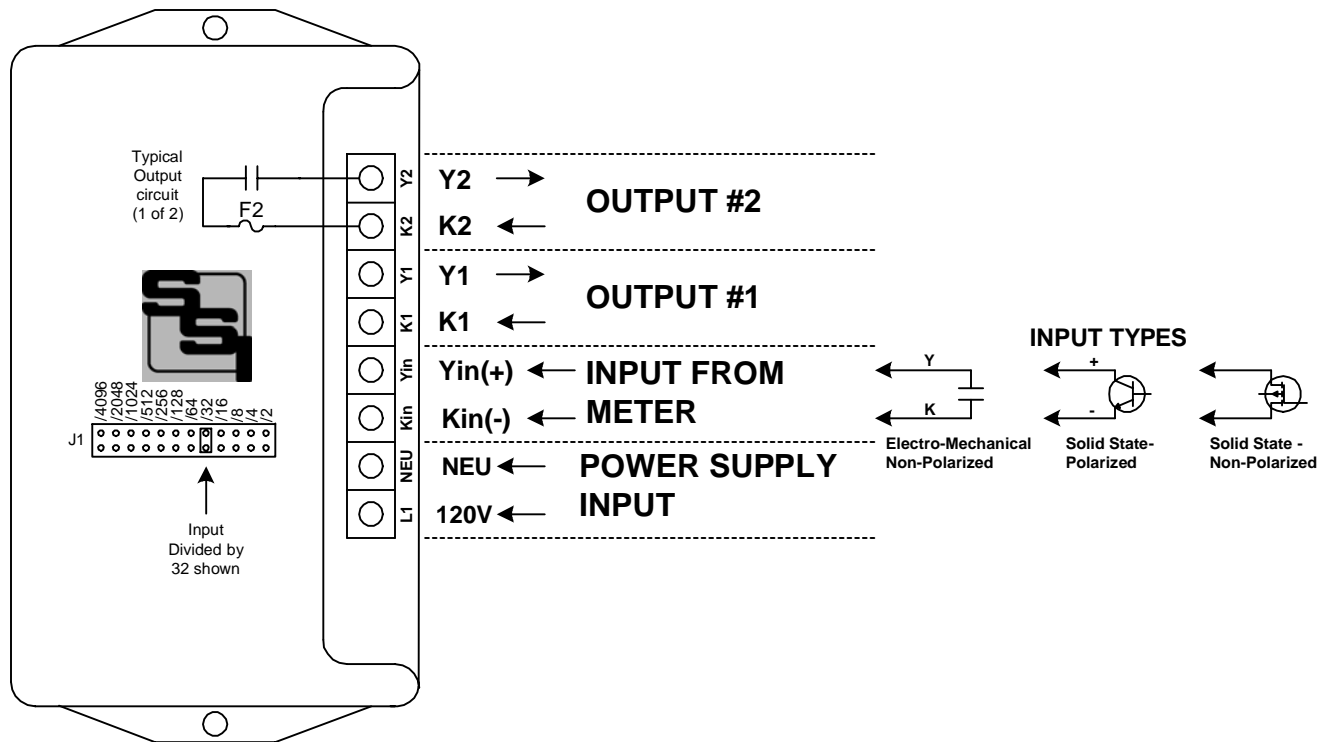 Typical
Output
circuit
(1 of 2)
F2
Y2
K2
Y1
K1
Yin
Kin
NEU
L1
Y2
K2
OUTPUT #2
Y1
K1
OUTPUT #1
Yin(+)
Kin(-)
INPUT FROM
METER
NEU
120V
POWER SUPPLY
INPUT
SSI
/4096
/2048
/1024
/512
/256
/128
/64
/32
/16
/8
/4
/2
J1
Input
Divided by
32 shown
INPUT TYPES
Y
K
Electro-Mechanical
Non-Polarized
+
-
Solid State-
Polarized
Solid State -
Non-Polarized